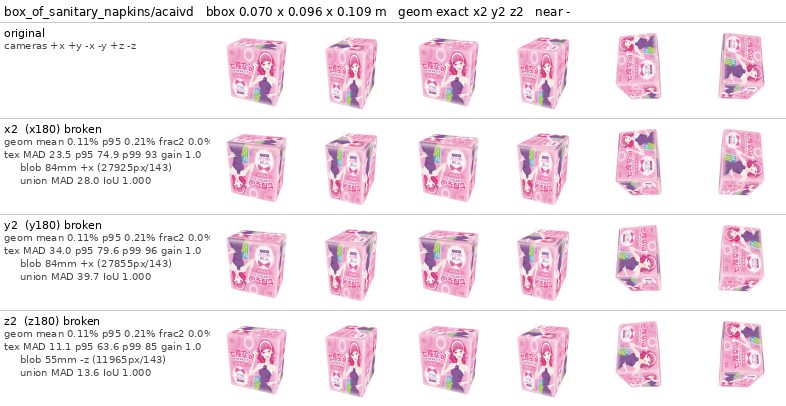 box_of_sanitary_napkins/acaivd bbox 0.070 x 0.096 x 0.109 m geom exact x2 y2 z2 near -
original
cameras +x +y -x -y +z -z
x2 (x180) broken
geom mean 0.11% p95 0.21% frac2 0.0%
tex MAD 23.5 p95 74.9 p99 93 gain 1.0
blob 84mm +x (27925px/143)
union MAD 28.0 IoU 1.000
y2 (y180) broken
geom mean 0.11% p95 0.21% frac2 0.0%
tex MAD 34.0 p95 79.6 p99 96 gain 1.0
blob 84mm +x (27855px/143)
union MAD 39.7 IoU 1.000
z2 (z180) broken
geom mean 0.11% p95 0.21% frac2 0.0%
tex MAD 11.1 p95 63.6 p99 85 gain 1.0
blob 55mm -z (11965px/143)
union MAD 13.6 IoU 1.000